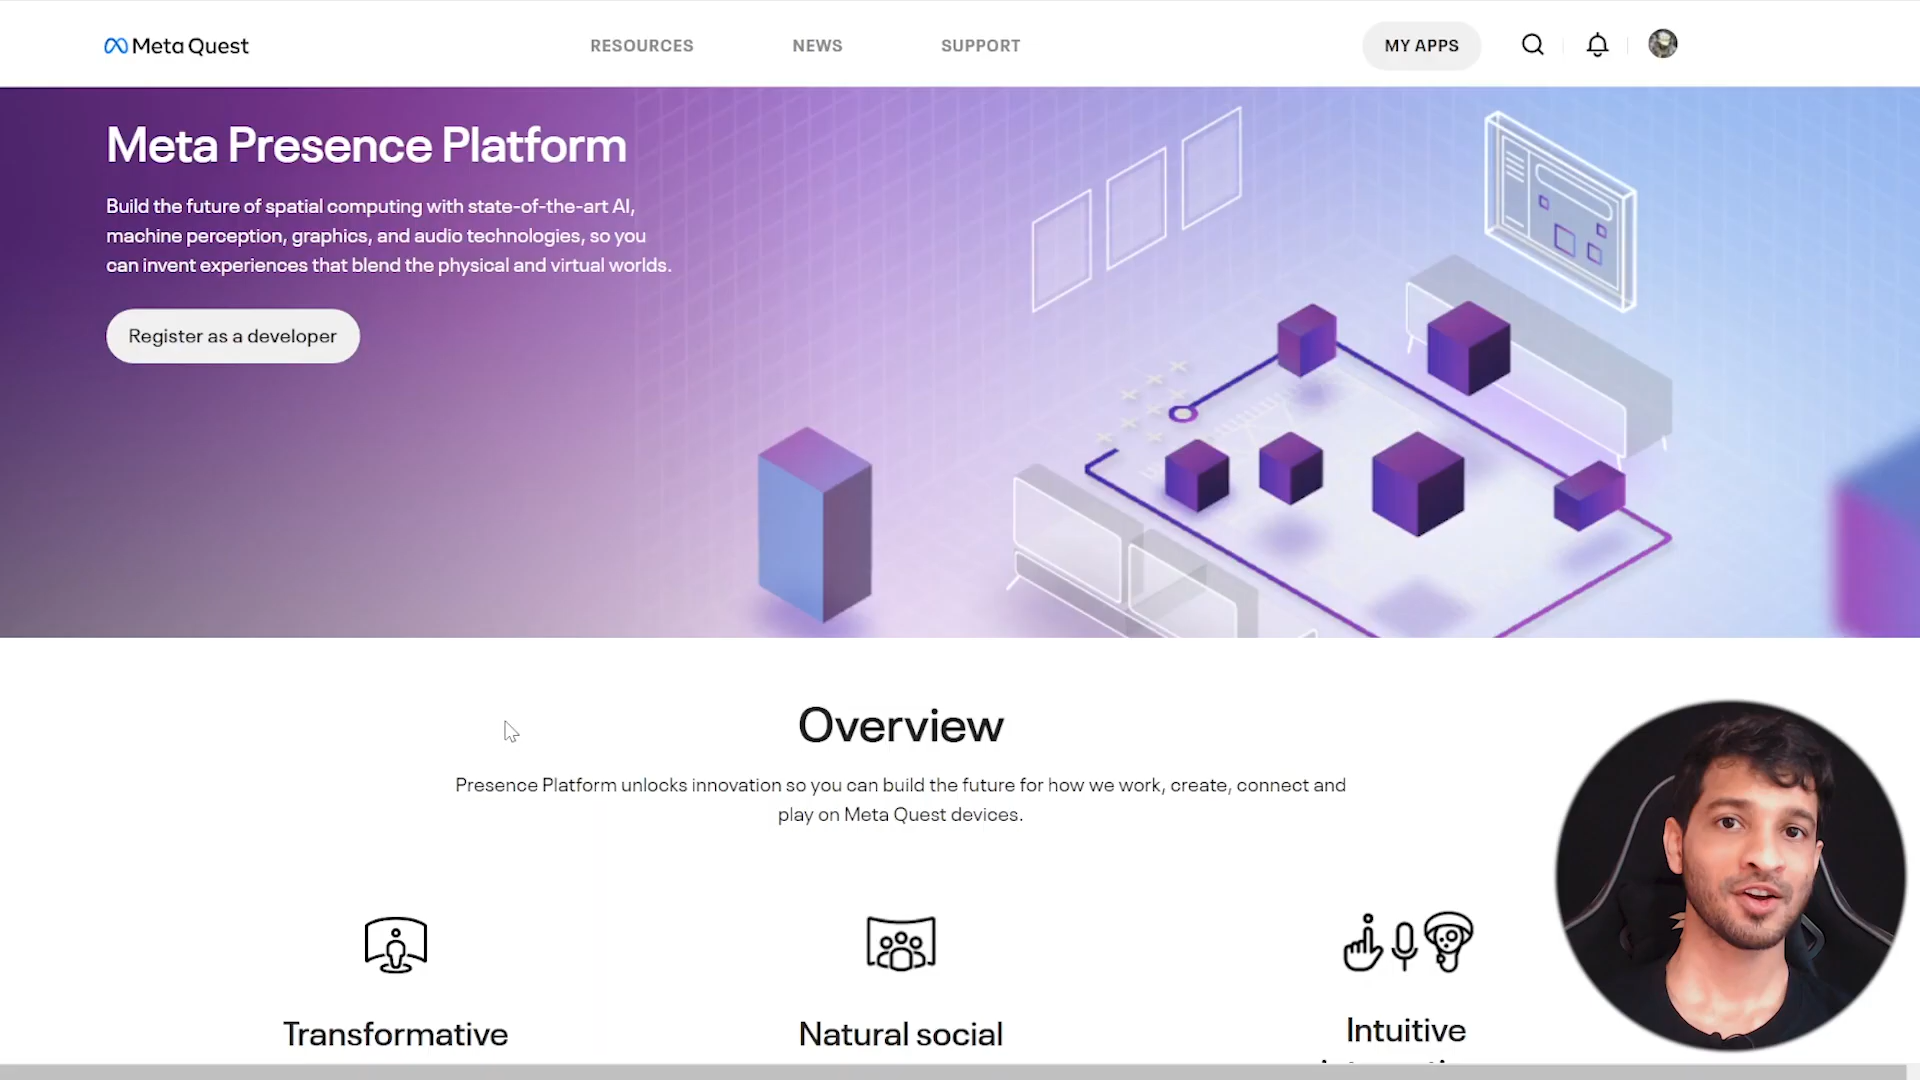 Meta Quest
RESOURCES
NEWS
SUPPORT
MY APPS
Meta Presence Platform
Build the future of spatial computing with state-of-the-art AI,
machine perception, graphics, and audio technologies, so you
can invent experiences that blend the physical and virtual worlds.
Register as a developer
Overview
Presence Platform unlocks innovation so you can build the future for how we work, create, connect and
play on Meta Quest devices.
Transformative
Natural social
Intuitive